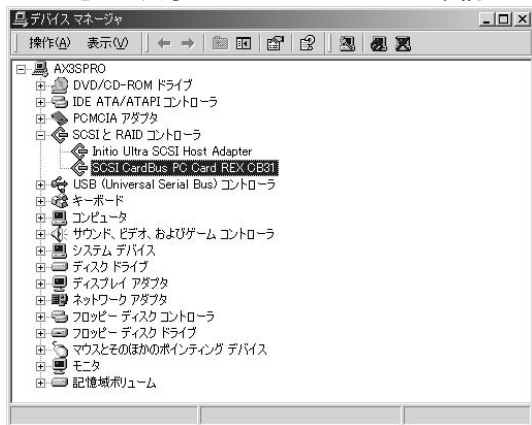 デバイス マネージャ
操作(A) 表示(V)
AX3SPRO
DVD/CD-ROM ドライブ
IDE ATA/ATAPI コントローラ
PCMCIA アダプタ
SCSI と RAID コントローラ
Initio Ultra SCSI Host Adapter
SCSI CardBus PC Card REX CB31
USB (Universal Serial Bus) コントローラ
キーボード
コンピュータ
サウンド、ビデオ、およびゲーム コントローラ
システム デバイス
ディスク ドライブ
ディスプレイ アダプタ
ネットワーク アダプタ
フロッピー ディスク コントローラ
フロッピー ディスク ドライブ
マウスとそのほかのポインティング デバイス
モニタ
記憶域ボリューム